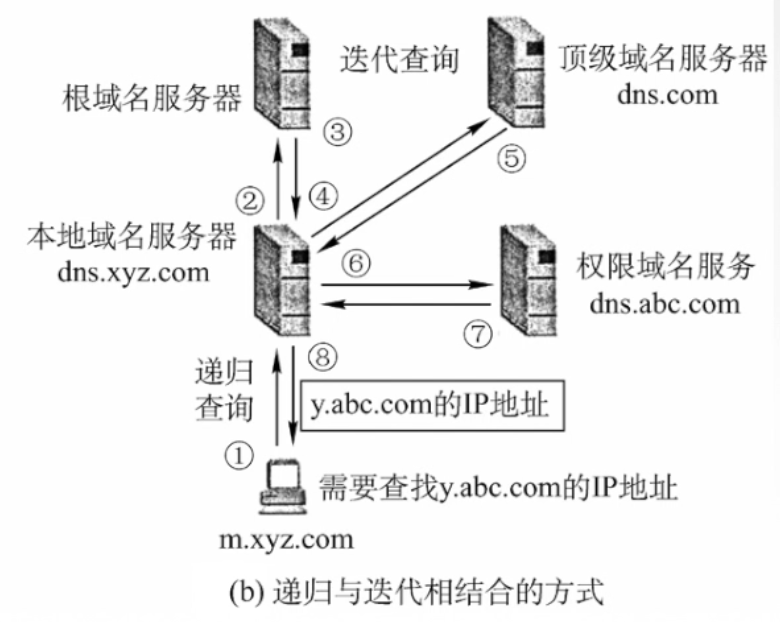 迭代查询
顶级域名服务器
dns.com
根域名服务器
③
⑤
②
④
本地域名服务器
dns.xyz.com
⑥
权限域名服务
dns.abc.com
⑦
⑧
递归
查询
y.abc.com的IP地址
①
需要查找y.abc.com的IP地址
m.xyz.com
(b) 递归与迭代相结合的方式